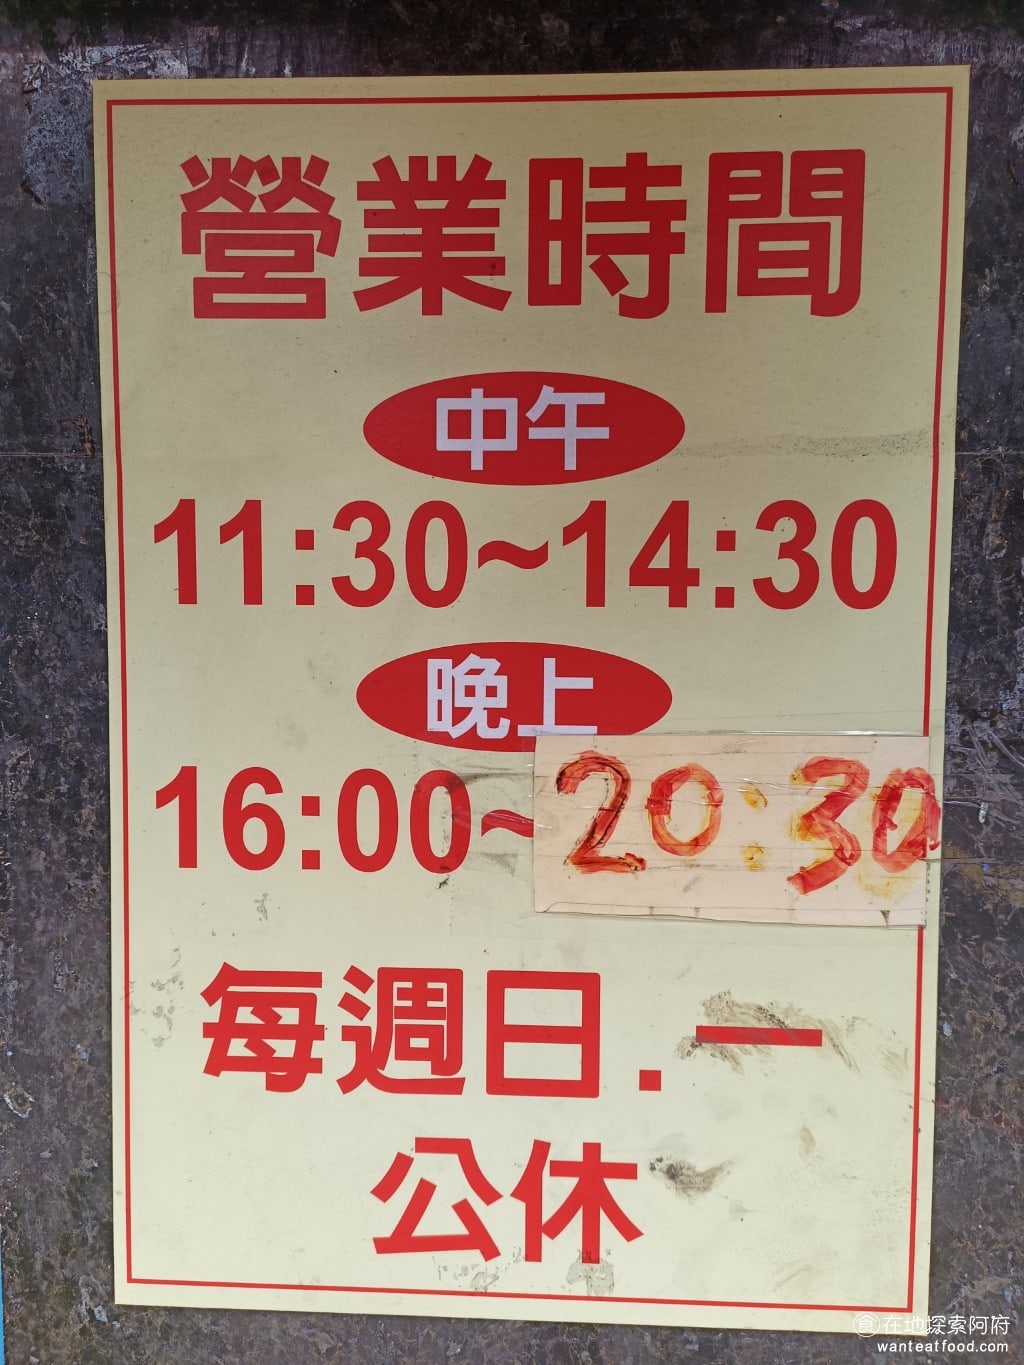 營業時間
中午
11:30~14:30
晚上
16:00~20:30
每週日.一
公休
食在地探索阿府
wanteatfood.com